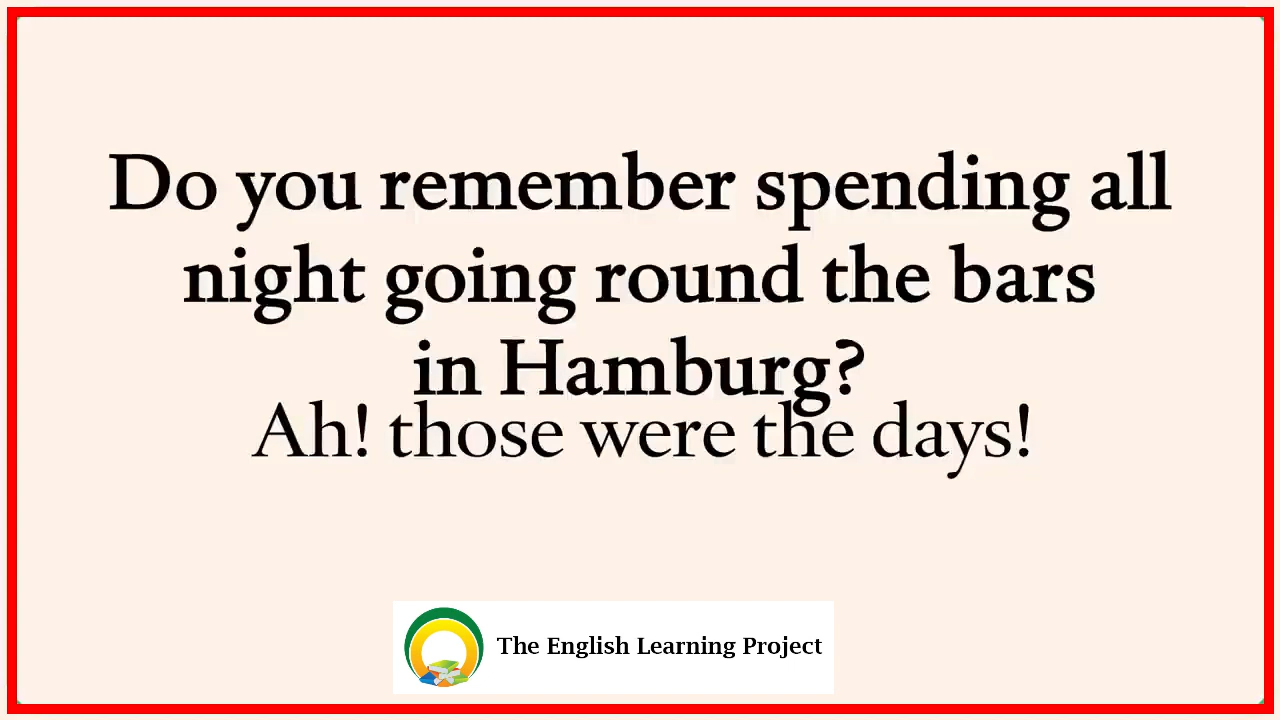 Do you remember spending all
night going round the bars
in Hamburg?
Ah! those were the days!
The English Learning Project